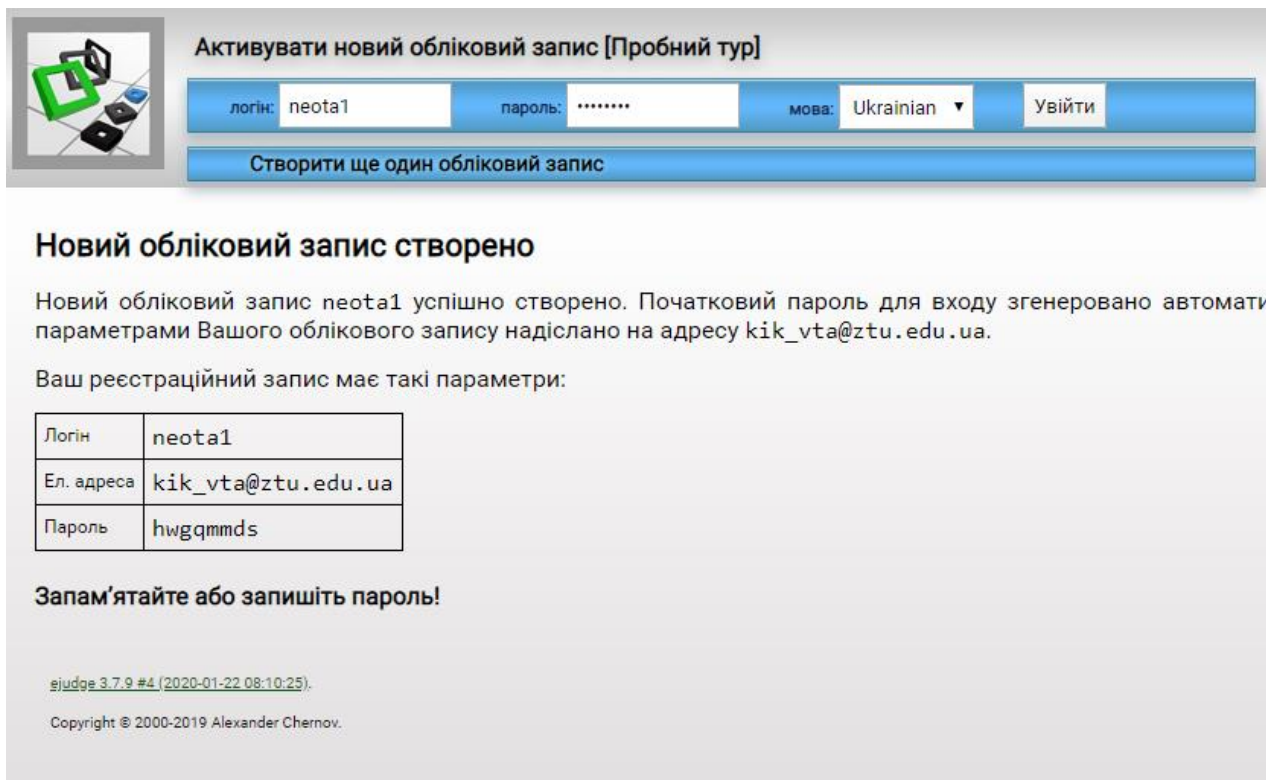 Активувати новий обліковий запис [Пробний тур]
логін: neota1 пароль: •••••••• мова: Ukrainian ▼ Увійти
Створити ще один обліковий запис
Новий обліковий запис створено
Новий обліковий запис neota1 успішно створено. Початковий пароль для входу згенеровано автомати
параметрами Вашого облікового запису надіслано на адресу kik_vta@ztu.edu.ua.
Ваш реєстраційний запис має такі параметри:
Логін neota1
Ел. адреса kik_vta@ztu.edu.ua
Пароль hwgqmmds
Запам’ятайте або запишіть пароль!
ejudge 3.7.9 #4 (2020-01-22 08:10:25).
Copyright © 2000-2019 Alexander Chernov.